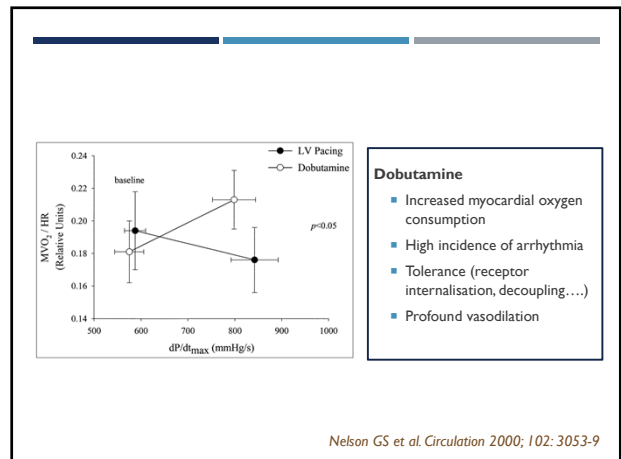 LV Pacing
Dobutamine
0.24
0.22
0.20
0.18
0.16
0.14
MVO2 / HR
(Relative Units)
baseline
p<0.05
500 600 700 800 900 1000
dP/dtmax (mmHg/s)
Dobutamine
Increased myocardial oxygen
consumption
High incidence of arrhythmia
Tolerance (receptor
internalisation, decoupling….)
Profound vasodilation
Nelson GS et al. Circulation 2000; 102: 3053-9